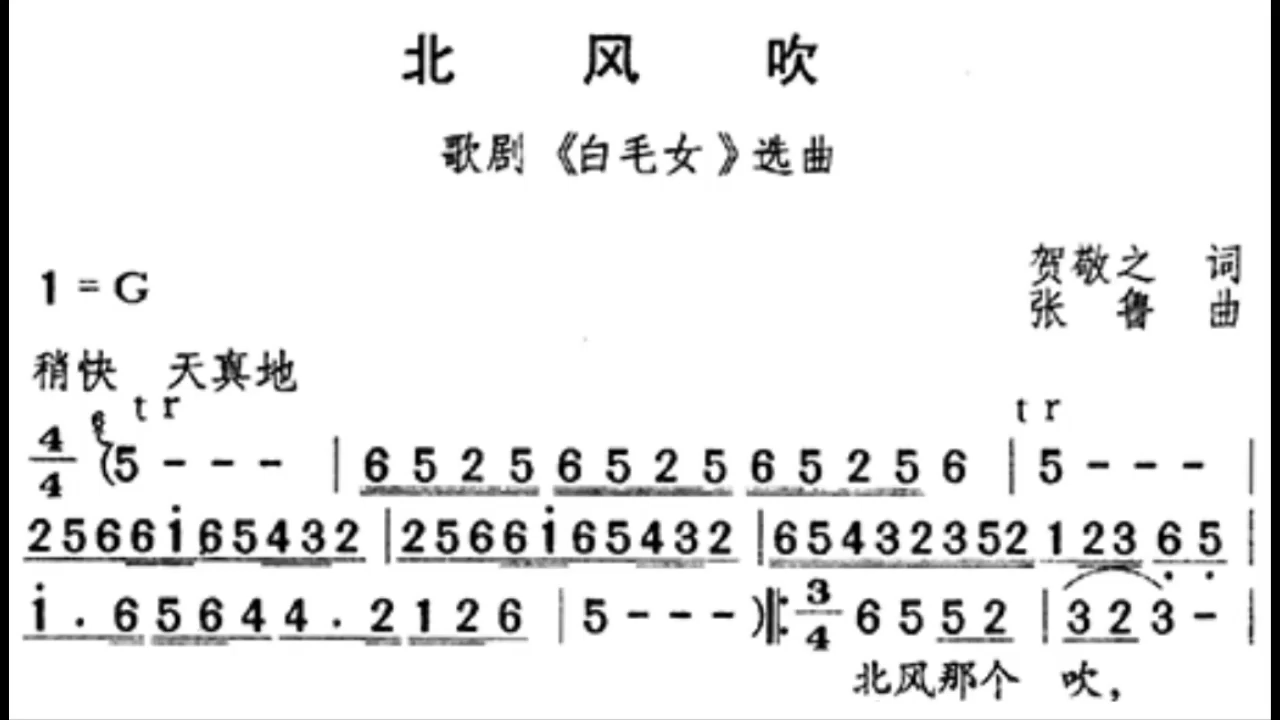 北 风 吹
歌剧《白毛女》选曲
贺敬之 词
1 = G
张 鲁 曲
稍快 天真地
tr tr
4/4 6 (5 - - - | 6 5 2 5 6 5 2 5 6 5 2 5 6 | 5 - - - |
2 5 6 6 i 6 5 4 3 2 | 2 5 6 6 i 6 5 4 3 2 | 6 5 4 3 2 3 5 2 1 2 3 6 5 |
i . 6 5 6 4 4 4 . 2 1 2 6 | 5 - - - ) :| 3/4 6 5 5 2 | 3 2 3 - |
北风那个 吹,